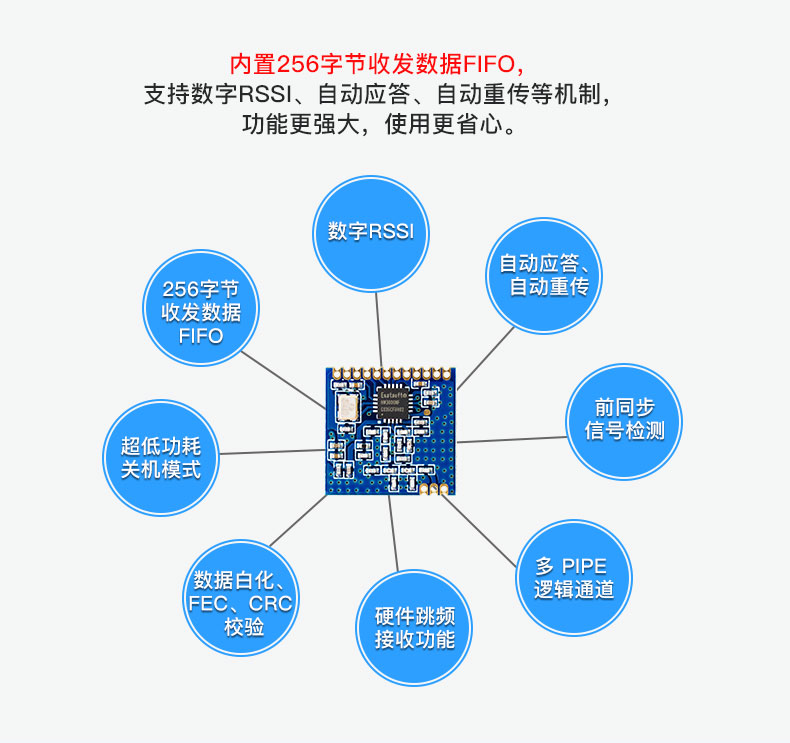 内置256字节收发数据FIFO，
支持数字RSSI、自动应答、自动重传等机制，
功能更强大，使用更省心。
数字RSSI
自动应答、
自动重传
256字节
收发数据
FIFO
前同步
信号检测
超低功耗
关机模式
多 PIPE
逻辑通道
数据白化、
FEC、CRC
校验
硬件跳频
接收功能